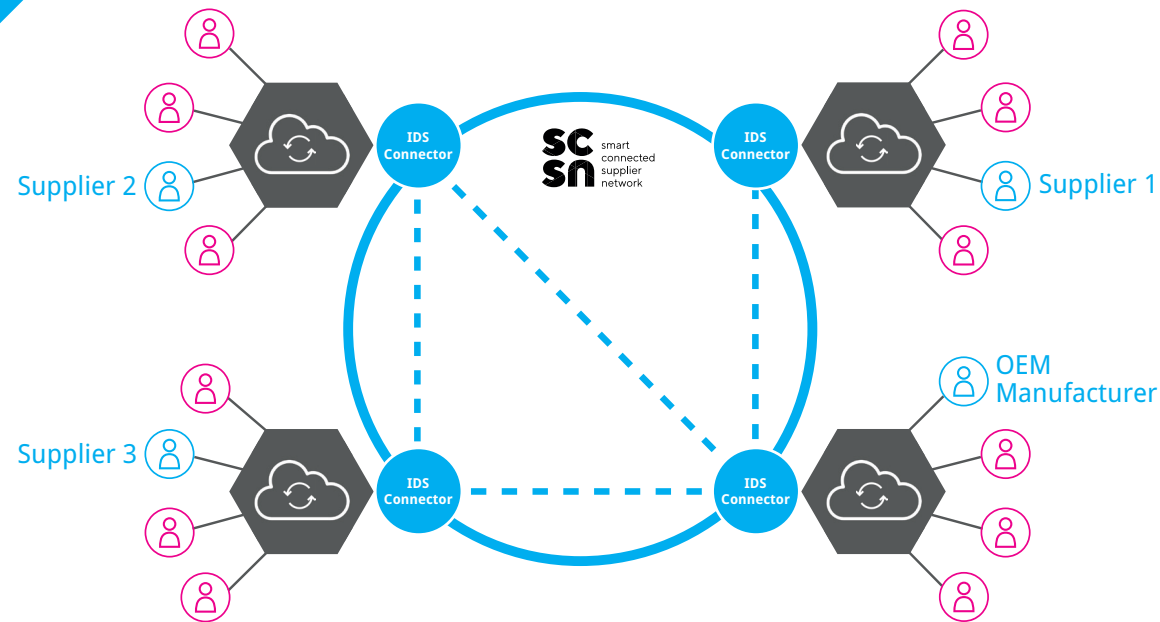 IDS
Connector
SC
sn
smart
connected
supplier
network
IDS
Connector
Supplier 2
Supplier 1
OEM
Manufacturer
Supplier 3
IDS
Connector
IDS
Connector